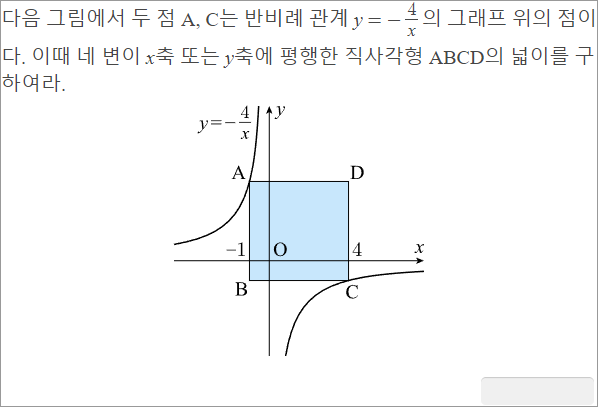 다음 그림에서 두 점 A, C는 반비례 관계 y = -4/x 의 그래프 위의 점이
다. 이때 네 변이 x축 또는 y축에 평행한 직사각형 ABCD의 넓이를 구
하여라.
y=-4/x
y
A
D
-1
O
4
x
B
C